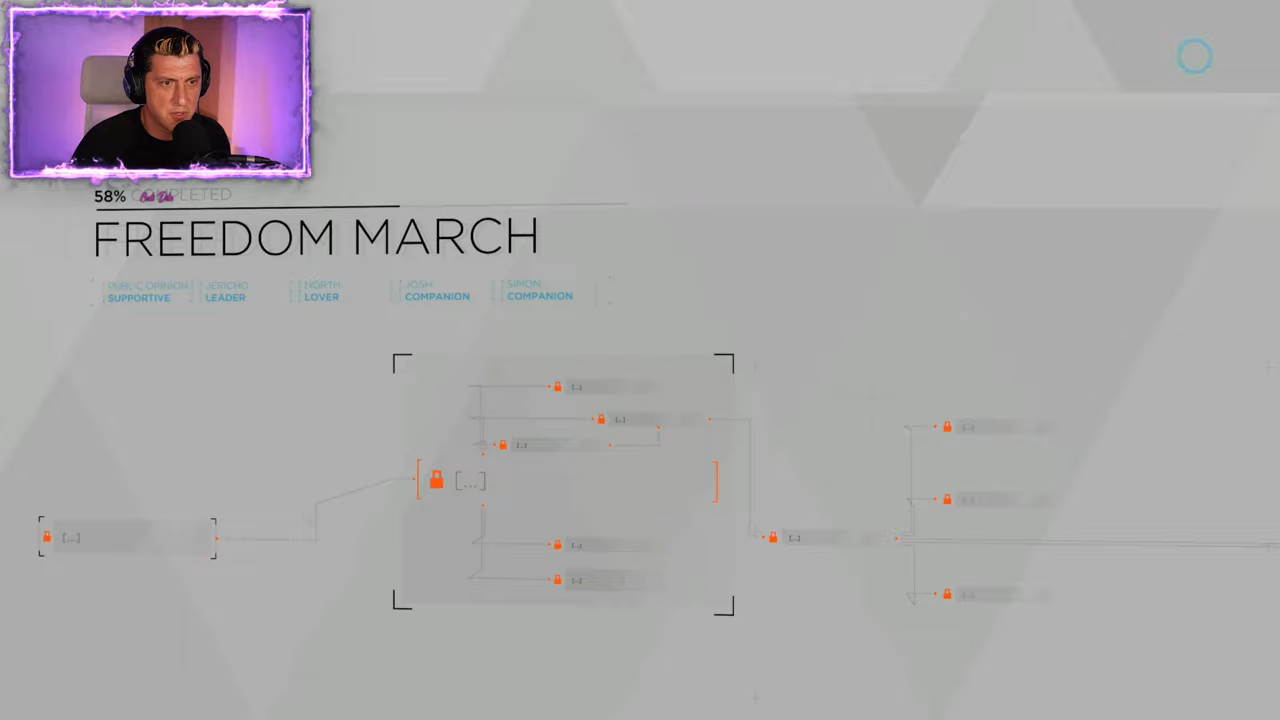 58% COMPLETED
FREEDOM MARCH
PUBLIC OPINION JERICHO NORTH JOSH SIMON
SUPPORTIVE LEADER LOVER COMPANION COMPANION
[...]
[...]
[...]
[...]
[...]
[...]
[...]
[...]
[...]
[...]
[...]